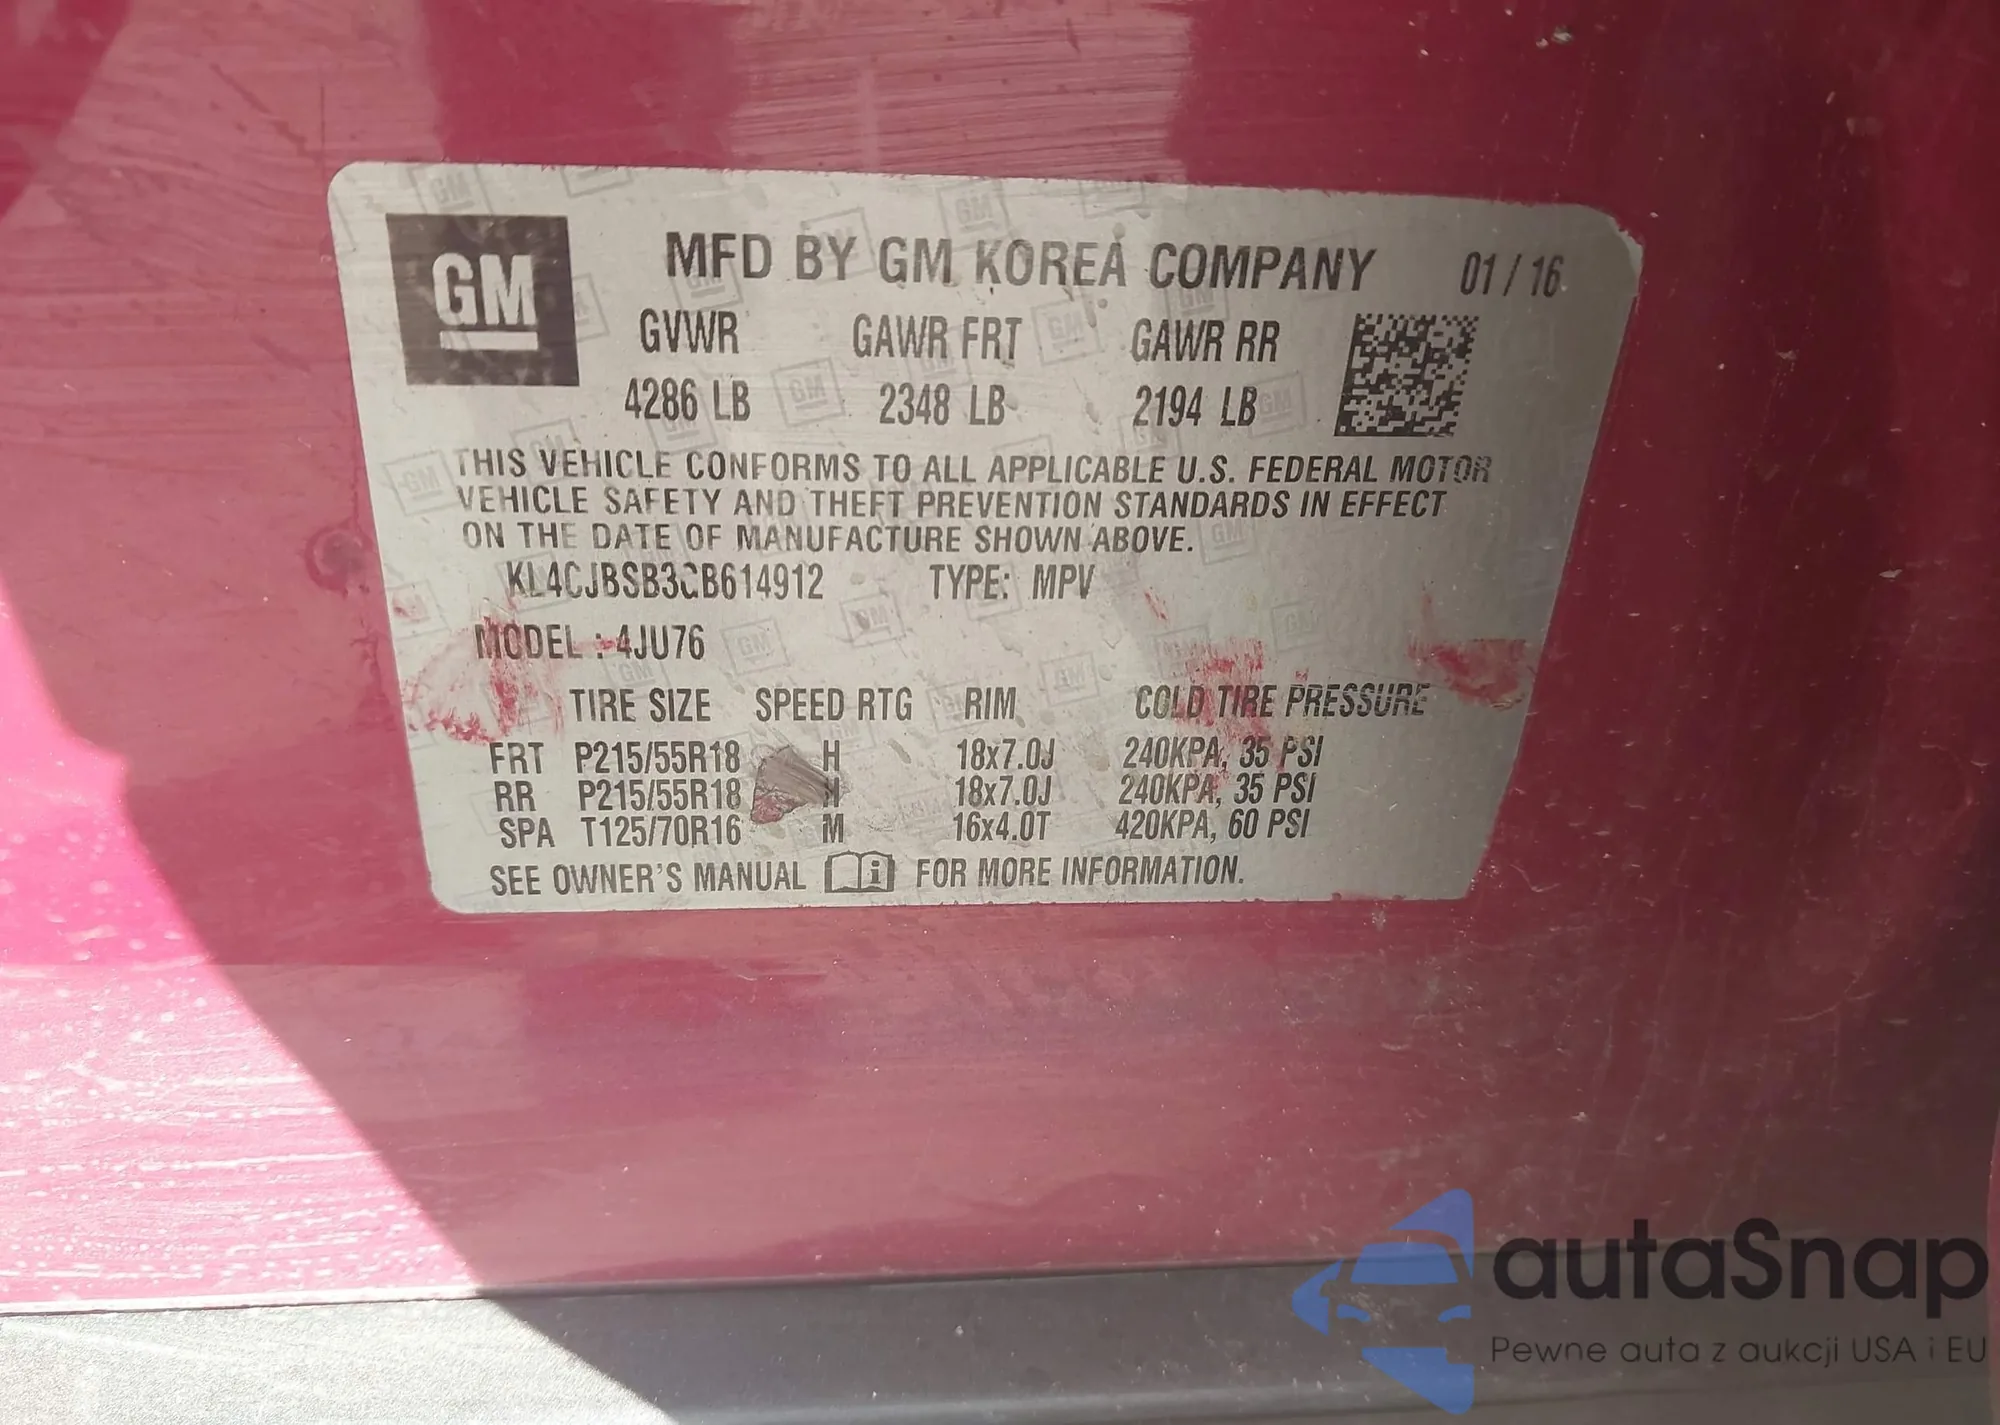 GM
MFD BY GM KOREA COMPANY 01 / 16
GVWR GAWR FRT GAWR RR
4286 LB 2348 LB 2194 LB
THIS VEHICLE CONFORMS TO ALL APPLICABLE U.S. FEDERAL MOTOR
VEHICLE SAFETY AND THEFT PREVENTION STANDARDS IN EFFECT
ON THE DATE OF MANUFACTURE SHOWN ABOVE.
KL4CJBSB3GB614912 TYPE: MPV
MODEL : 4JU76
TIRE SIZE SPEED RTG RIM COLD TIRE PRESSURE
FRT P215/55R18 H 18x7.0J 240KPA, 35 PSI
RR P215/55R18 H 18x7.0J 240KPA, 35 PSI
SPA T125/70R16 M 16x4.0T 420KPA, 60 PSI
SEE OWNER'S MANUAL i FOR MORE INFORMATION.
autaSnap
Pewne auta z aukcji USA i EU